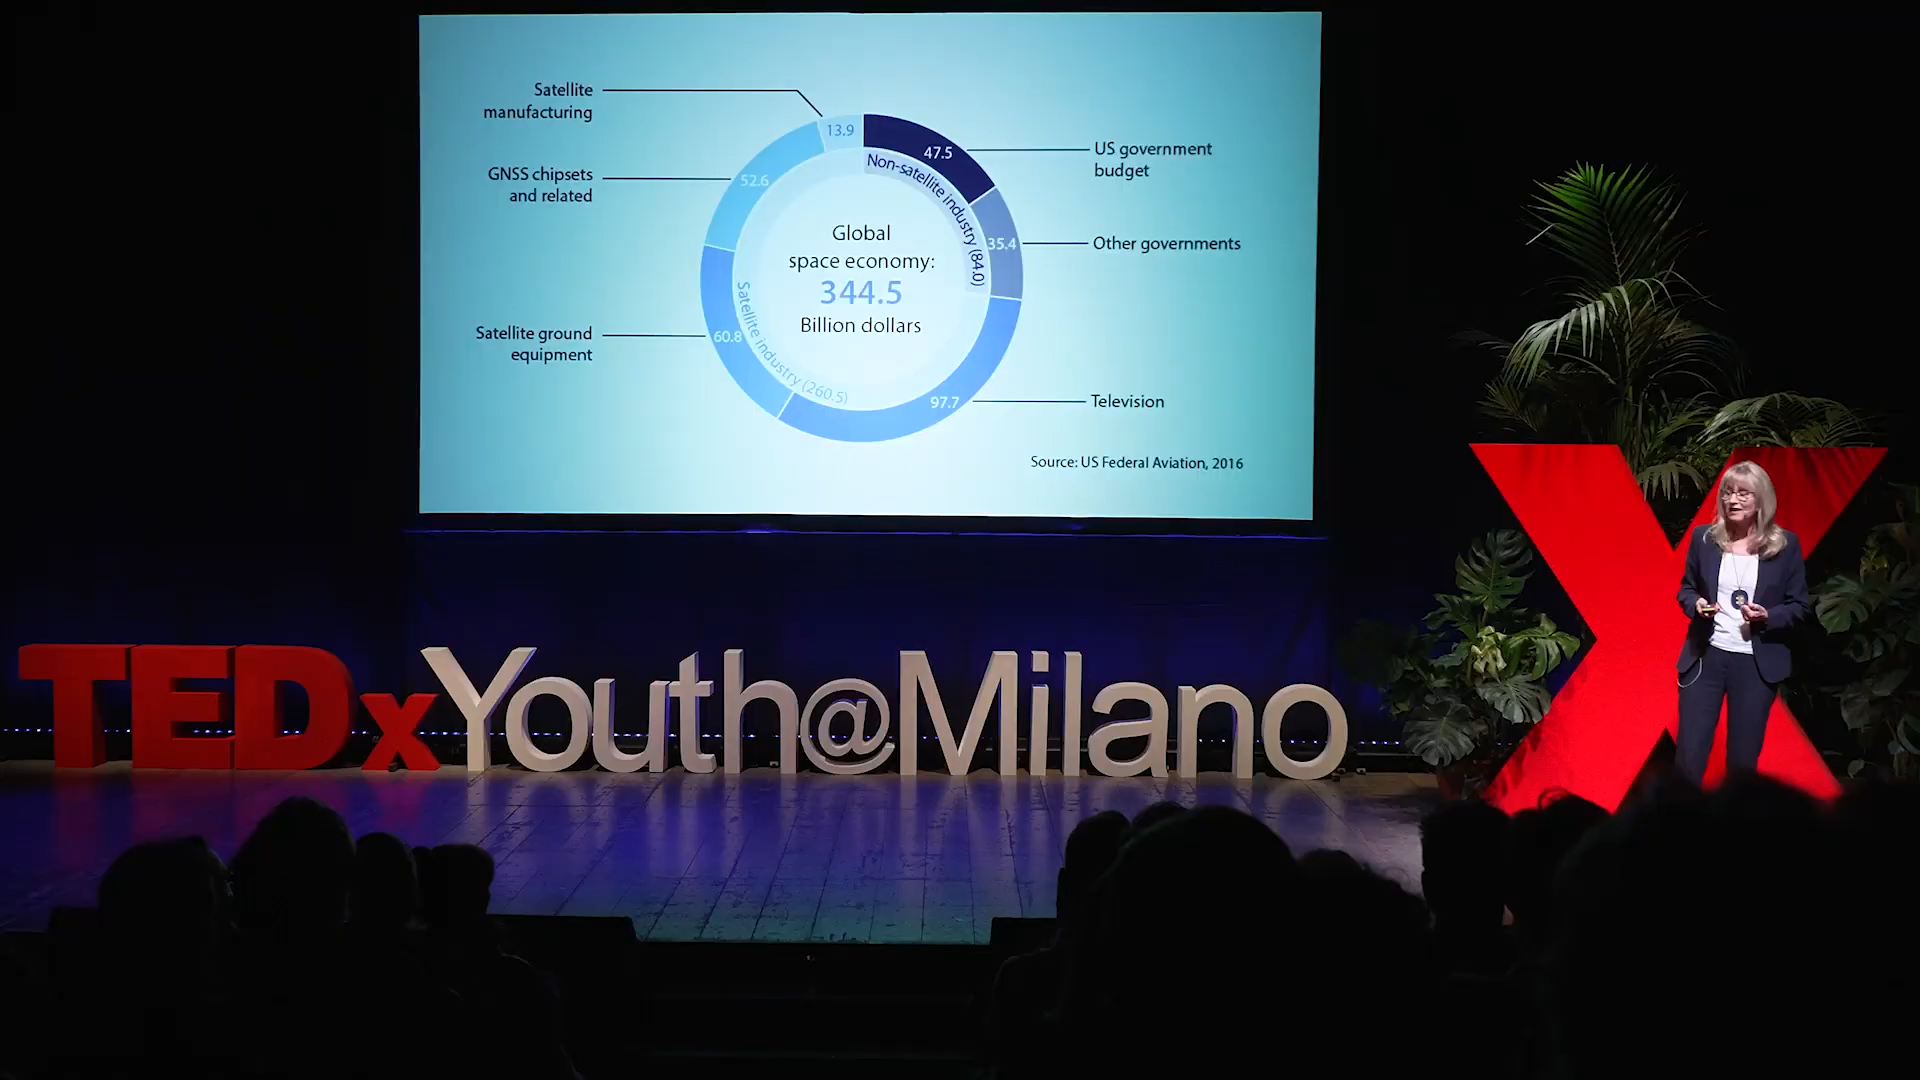 Satellite
manufacturing
13.9
47.5
US government
budget
GNSS chipsets
and related
52.6
Non-satellite industry (84.0)
35.4
Other governments
Global
space economy:
344.5
Billion dollars
Satellite ground
equipment
60.8
Satellite industry (260.5)
97.7
Television
Source: US Federal Aviation, 2016
TEDxYouth@Milano
X